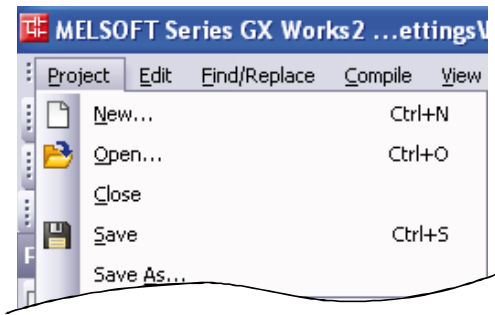 MELSOFT Series GX Works2 ...ettings\
Project Edit Find/Replace Compile View
New... Ctrl+N
Open... Ctrl+O
Close
Save Ctrl+S
Save As...